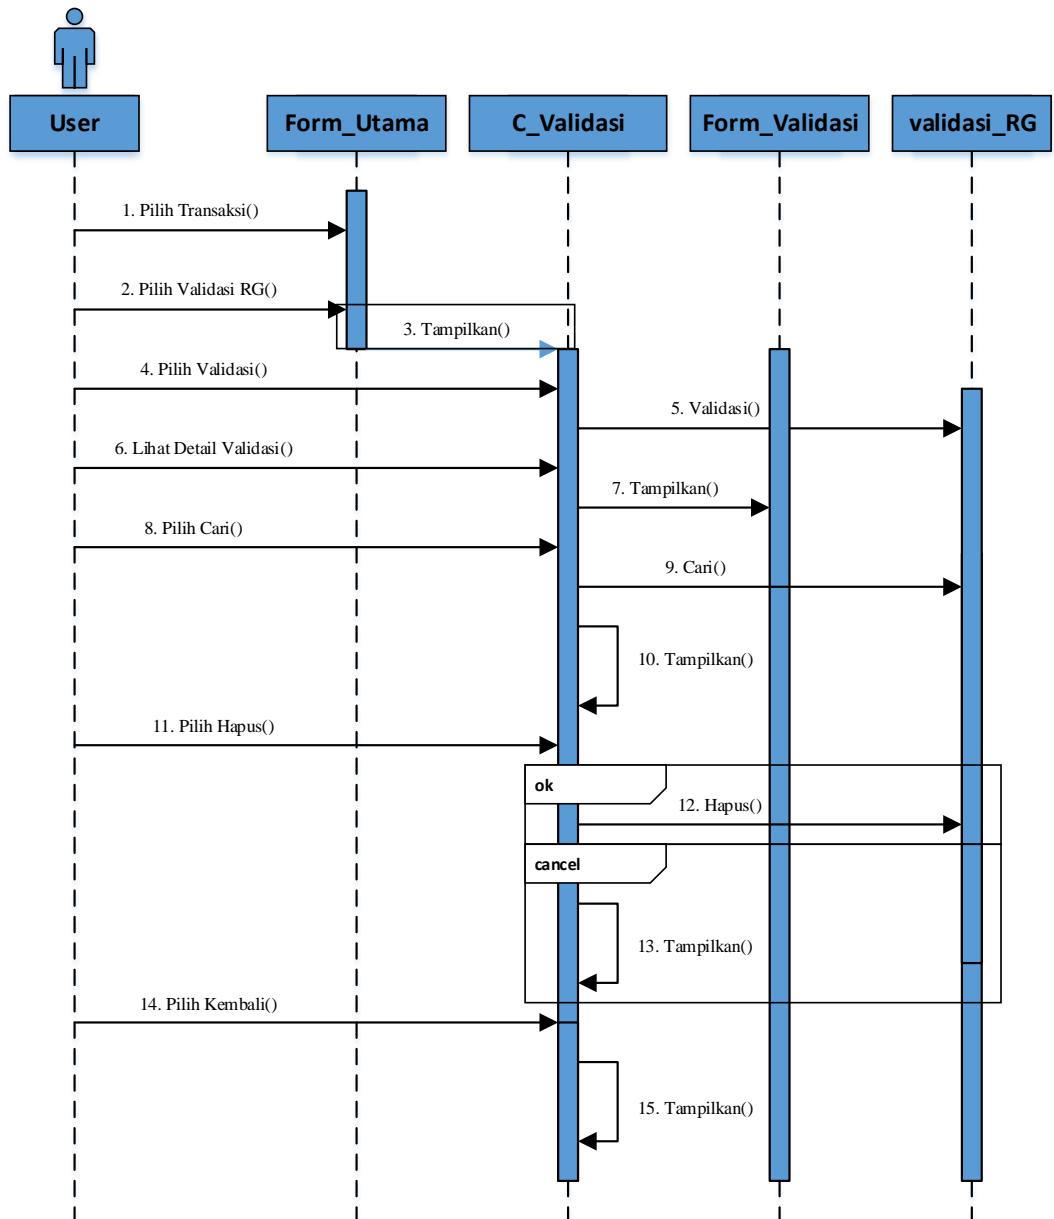 User
Form_Utama
C_Validasi
Form_Validasi
validasi_RG
1. Pilih Transaksi()
2. Pilih Validasi RG()
3. Tampilkan()
4. Pilih Validasi()
5. Validasi()
6. Lihat Detail Validasi()
7. Tampilkan()
8. Pilih Cari()
9. Cari()
10. Tampilkan()
11. Pilih Hapus()
ok
12. Hapus()
cancel
13. Tampilkan()
14. Pilih Kembali()
15. Tampilkan()